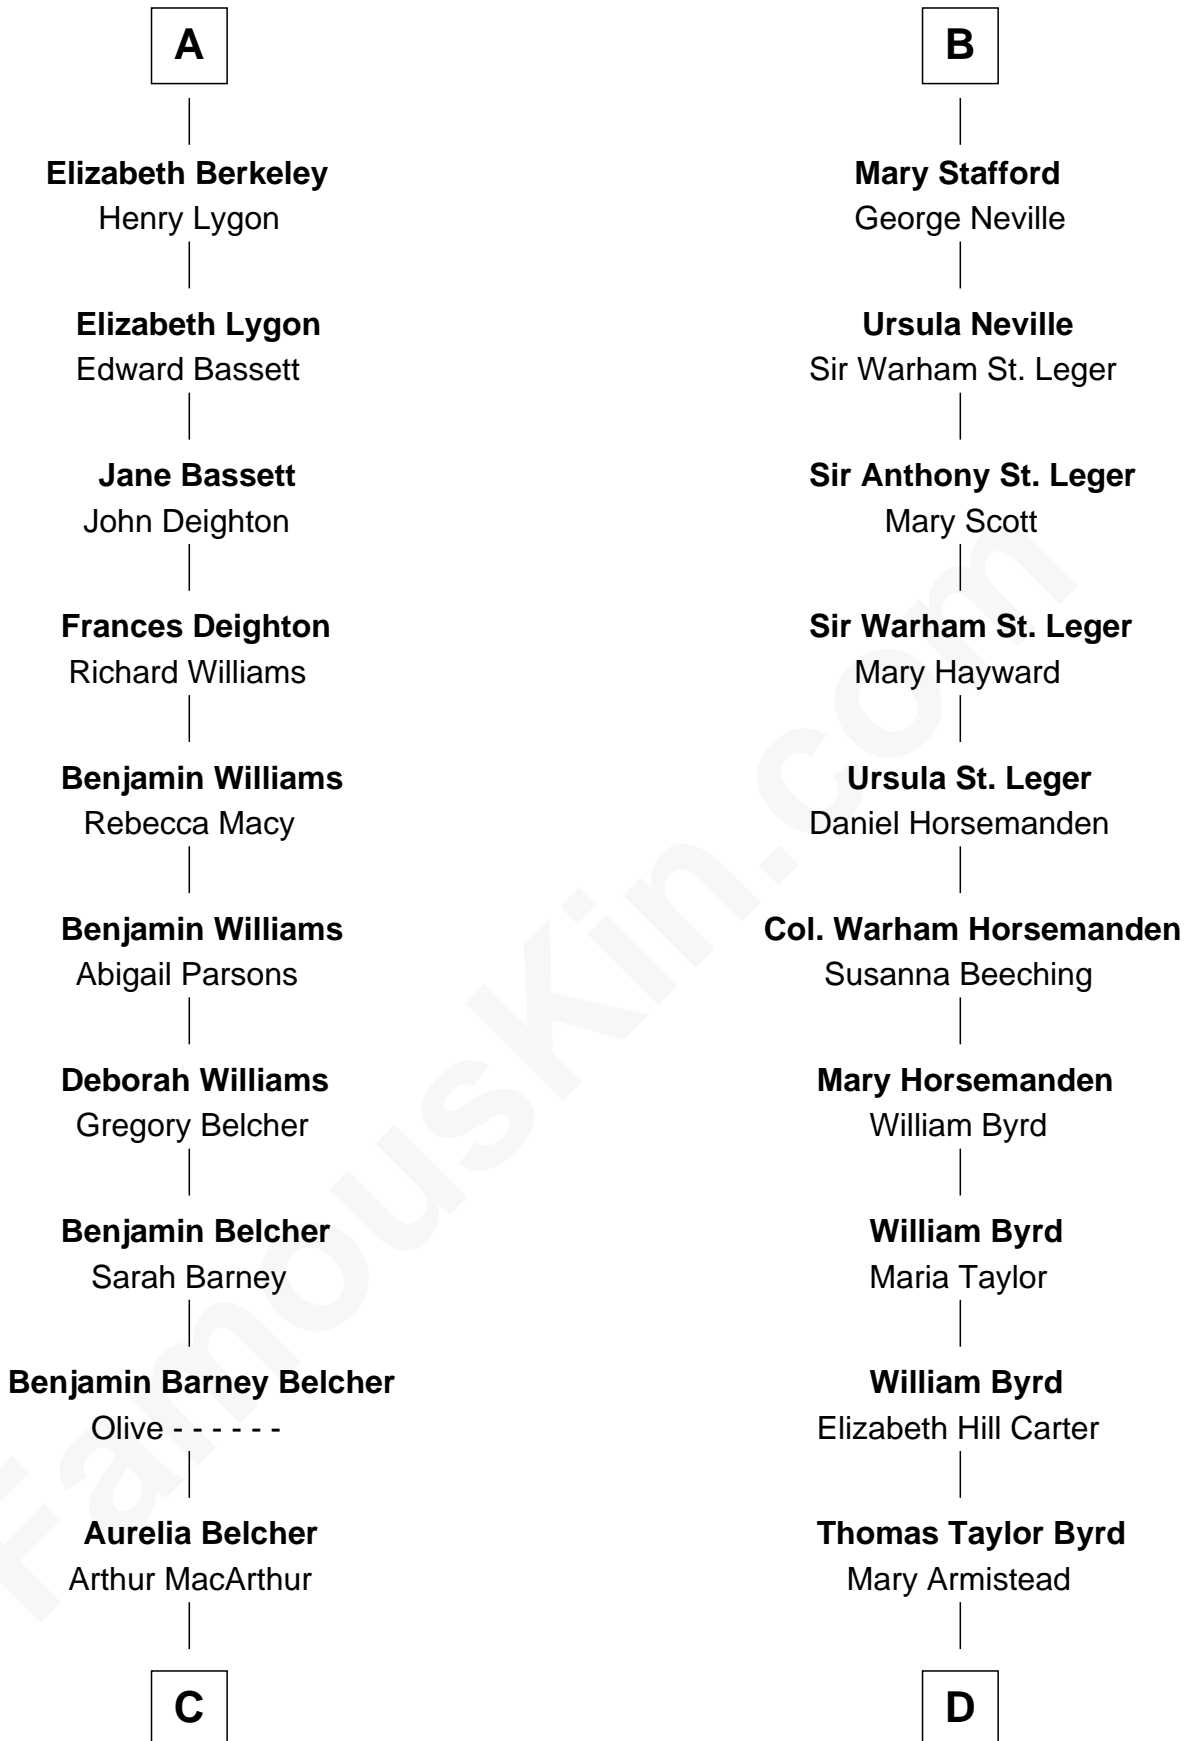 A
Elizabeth Berkeley
Henry Lygon
Elizabeth Lygon
Edward Bassett
Jane Bassett
John Deighton
Frances Deighton
Richard Williams
Benjamin Williams
Rebecca Macy
Benjamin Williams
Abigail Parsons
Deborah Williams
Gregory Belcher
Benjamin Belcher
Sarah Barney
Benjamin Barney Belcher
Olive - - - - - -
Aurelia Belcher
Arthur MacArthur
C
B
Mary Stafford
George Neville
Ursula Neville
Sir Warham St. Leger
Sir Anthony St. Leger
Mary Scott
Sir Warham St. Leger
Mary Hayward
Ursula St. Leger
Daniel Horsemanden
Col. Warham Horsemanden
Susanna Beeching
Mary Horsemanden
William Byrd
William Byrd
Maria Taylor
William Byrd
Elizabeth Hill Carter
Thomas Taylor Byrd
Mary Armistead
D
FamousKin.com